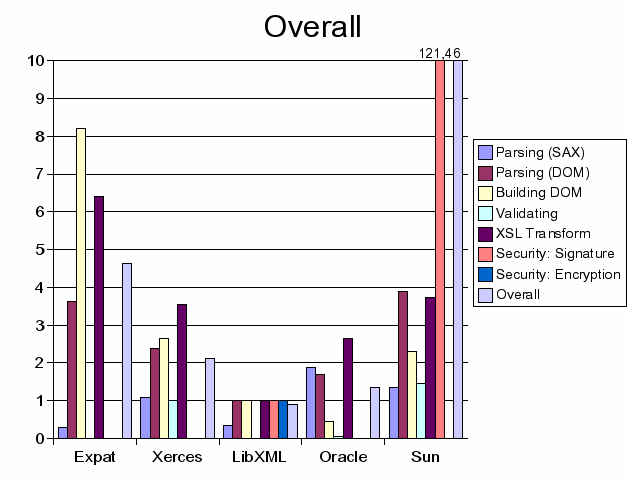 Overall
121,46
10
9
8
7
6
5
4
3
2
1
0
Expat Xerces LibXML Oracle Sun
Parsing (SAX)
Parsing (DOM)
Building DOM
Validating
XSL Transform
Security: Signature
Security: Encryption
Overall